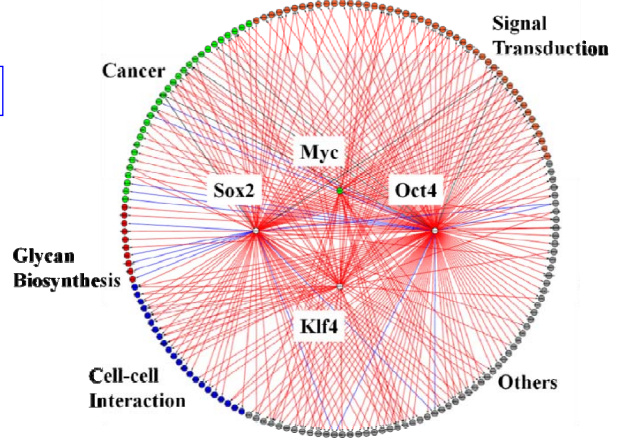 Signal
Transduction
Cancer
Myc
Sox2
Oct4
Glycan
Biosynthesis
Klf4
Cell-cell
Interaction
Others